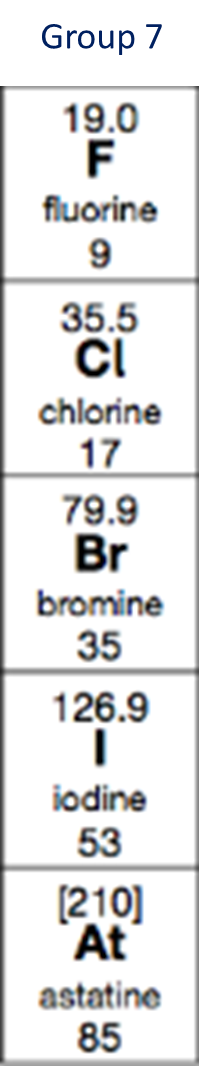 Group 7
19.0
F
fluorine
9
35.5
Cl
chlorine
17
79.9
Br
bromine
35
126.9
I
iodine
53
[210]
At
astatine
85